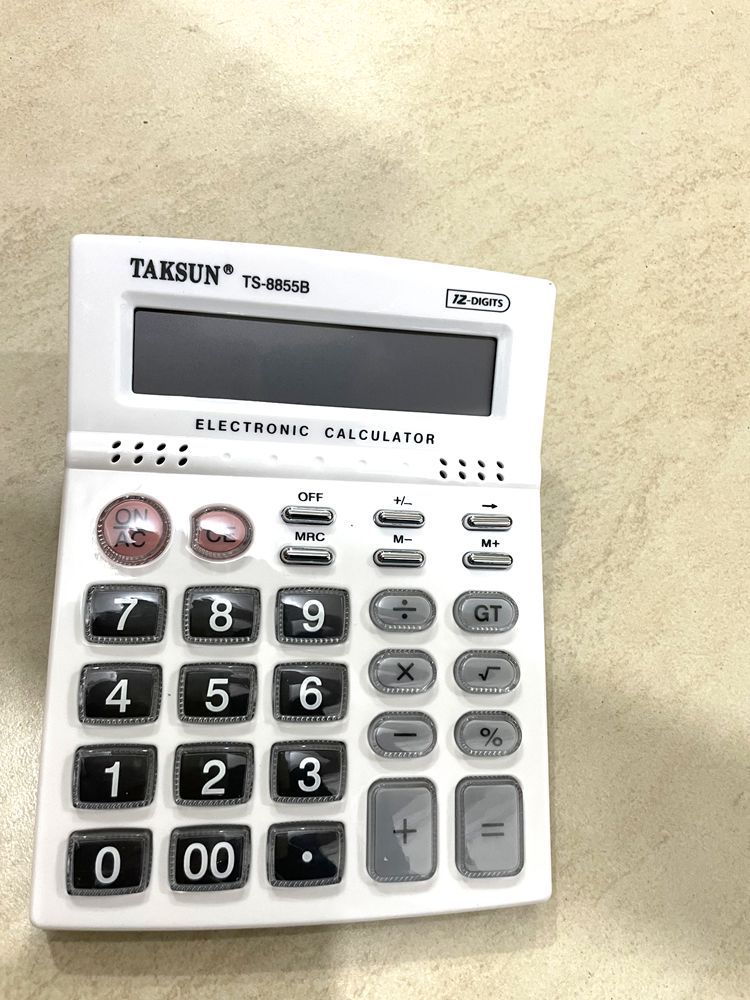 TAKSUN® TS-8855B
12-DIGITS
ELECTRONIC CALCULATOR
OFF +/− →
ON/AC CE
MRC M− M+
7 8 9 ÷ GT
4 5 6 × √
1 2 3 − %
0 00 . + =